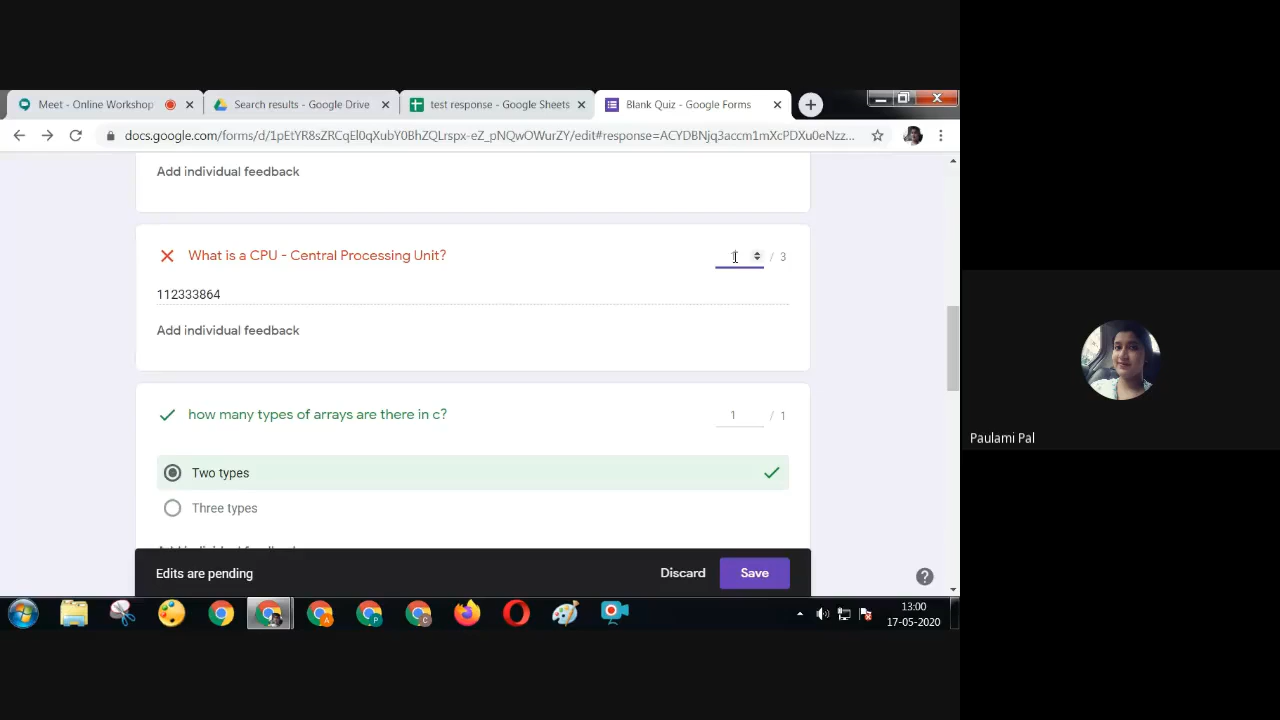 Meet - Online Workshop
Search results - Google Drive
test response - Google Sheets
Blank Quiz - Google Forms
docs.google.com/forms/d/1pEtYR8sZRCqEl0qXubY0BhZQLrspx-eZ_pNQwOWurZY/edit#response=ACYDBNjq3accm1mXcPDXu0eNzz...
Add individual feedback
What is a CPU - Central Processing Unit?
/ 3
112333864
Add individual feedback
how many types of arrays are there in c?
1 / 1
Two types
Three types
Edits are pending
Discard
Save
Paulami Pal
13:00
17-05-2020